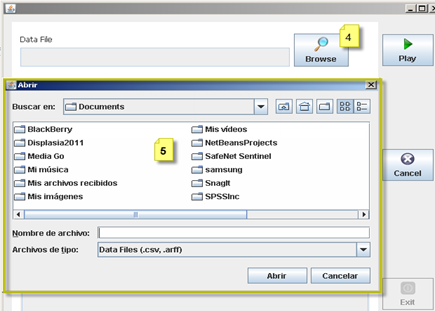 Data File
4
Browse
Play
Abrir
Buscar en:
Documents
BlackBerry
Mis vídeos
Displasia2011
NetBeansProjects
Media Go
5
SafeNet Sentinel
Mi música
samsung
Mis archivos recibidos
SnagIt
Mis imágenes
SPSSInc
Cancel
Nombre de archivo:
Archivos de tipo:
Data Files (.csv, .arff)
Abrir
Cancelar
Exit